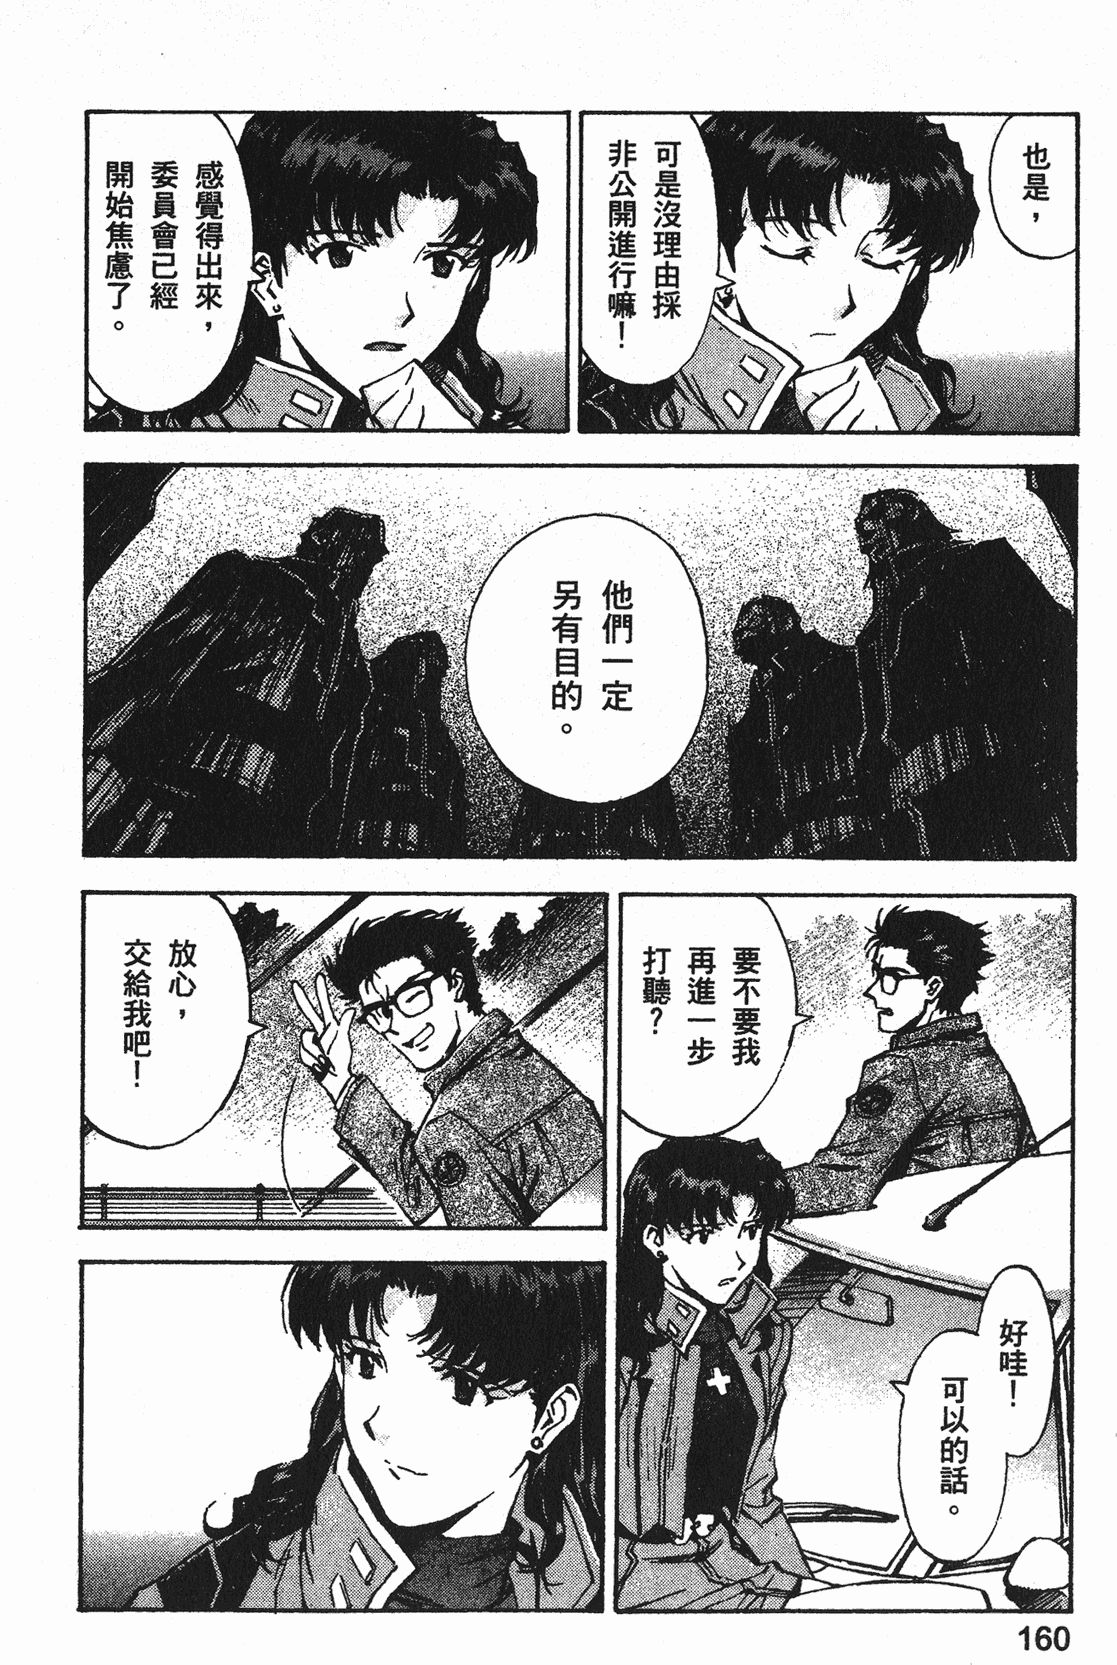 也是，
可是沒理由採
非公開進行嘛！
感覺得出來，
委員會已經
開始焦慮了。
他們一定
另有目的。
要不要我
再進一步
打聽？
好哇！
可以的話。
放心，
交給我吧！
160